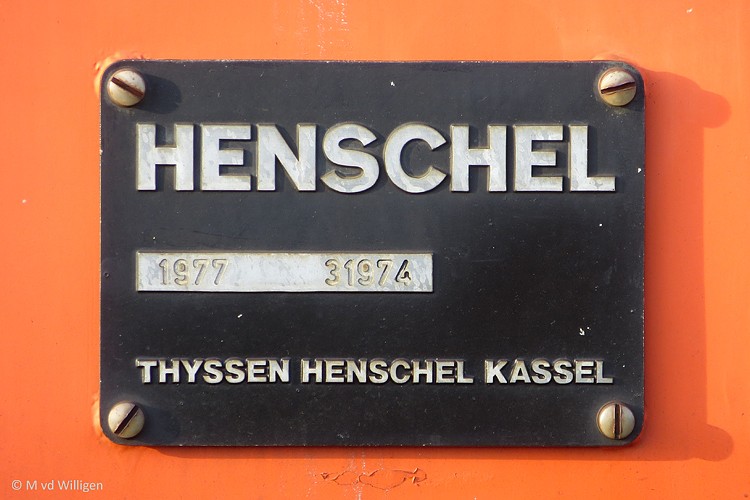 HENSCHEL
1977 31974
THYSSEN HENSCHEL KASSEL
© M vd Willigen